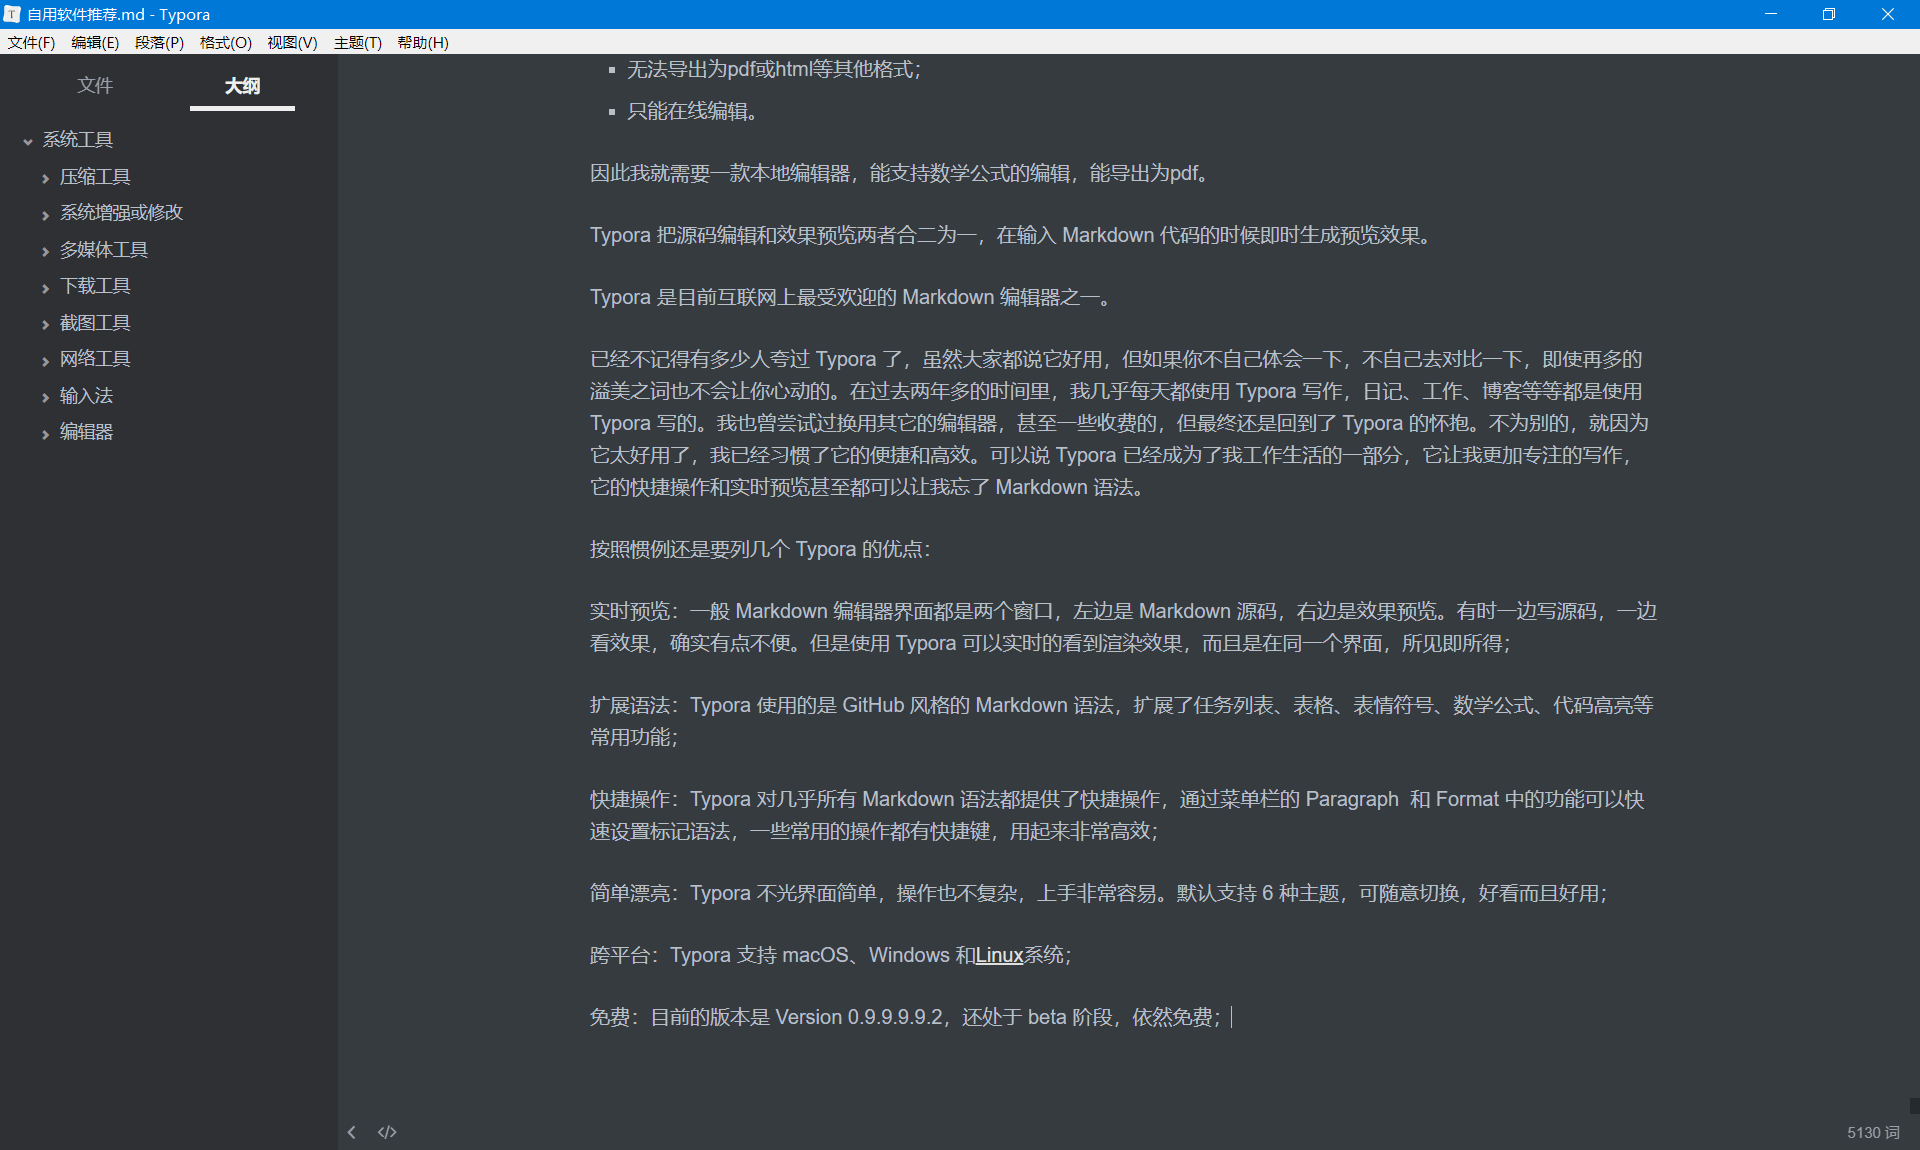 自用软件推荐.md - Typora
文件(F) 编辑(E) 段落(P) 格式(O) 视图(V) 主题(T) 帮助(H)
文件 大纲
系统工具
压缩工具
系统增强或修改
多媒体工具
下载工具
截图工具
网络工具
输入法
编辑器
无法导出为pdf或html等其他格式；
只能在线编辑。
因此我就需要一款本地编辑器，能支持数学公式的编辑，能导出为pdf。
Typora 把源码编辑和效果预览两者合二为一，在输入 Markdown 代码的时候即时生成预览效果。
Typora 是目前互联网上最受欢迎的 Markdown 编辑器之一。
已经不记得有多少人夸过 Typora 了，虽然大家都说它好用，但如果你不自己体会一下，不自己去对比一下，即使再多的
溢美之词也不会让你心动的。在过去两年多的时间里，我几乎每天都使用 Typora 写作，日记、工作、博客等等都是使用
Typora 写的。我也曾尝试过换用其它的编辑器，甚至一些收费的，但最终还是回到了 Typora 的怀抱。不为别的，就因为
它太好用了，我已经习惯了它的便捷和高效。可以说 Typora 已经成为了我工作生活的一部分，它让我更加专注的写作，
它的快捷操作和实时预览甚至都可以让我忘了 Markdown 语法。
按照惯例还是要列几个 Typora 的优点：
实时预览：一般 Markdown 编辑器界面都是两个窗口，左边是 Markdown 源码，右边是效果预览。有时一边写源码，一边
看效果，确实有点不便。但是使用 Typora 可以实时的看到渲染效果，而且是在同一个界面，所见即所得；
扩展语法：Typora 使用的是 GitHub 风格的 Markdown 语法，扩展了任务列表、表格、表情符号、数学公式、代码高亮等
常用功能；
快捷操作：Typora 对几乎所有 Markdown 语法都提供了快捷操作，通过菜单栏的 Paragraph 和 Format 中的功能可以快
速设置标记语法，一些常用的操作都有快捷键，用起来非常高效；
简单漂亮：Typora 不光界面简单，操作也不复杂，上手非常容易。默认支持 6 种主题，可随意切换，好看而且好用；
跨平台：Typora 支持 macOS、Windows 和Linux系统；
免费：目前的版本是 Version 0.9.9.9.9.2，还处于 beta 阶段，依然免费；
5130 词